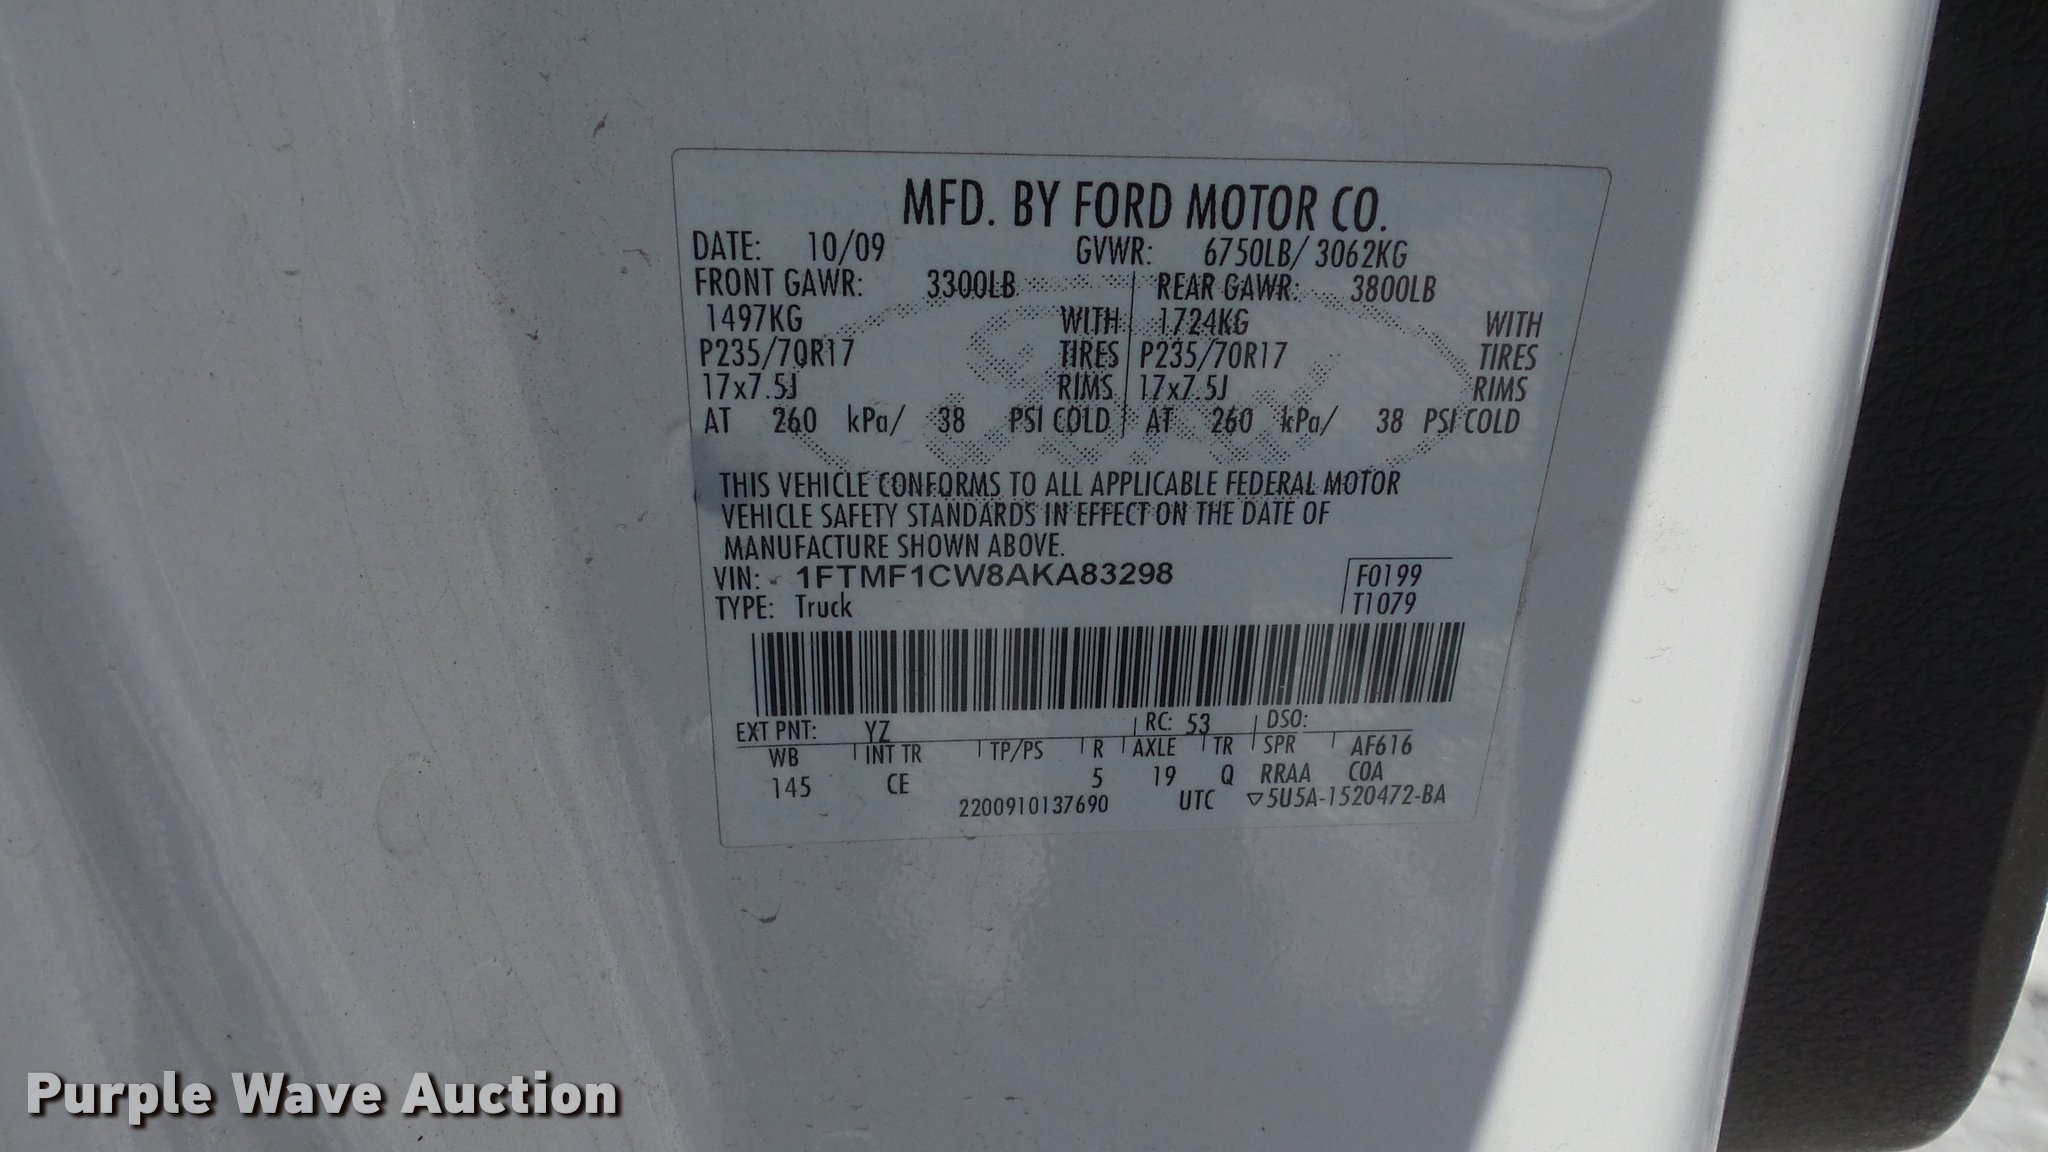 MFD. BY FORD MOTOR CO.
DATE: 10/09 GVWR: 6750LB/ 3062KG
FRONT GAWR: 3300LB REAR GAWR: 3800LB
1497KG WITH 1724KG WITH
P235/70R17 TIRES P235/70R17 TIRES
17x7.5J RIMS 17x7.5J RIMS
AT 260 kPa/ 38 PSI COLD AT 260 kPa/ 38 PSI COLD
THIS VEHICLE CONFORMS TO ALL APPLICABLE FEDERAL MOTOR
VEHICLE SAFETY STANDARDS IN EFFECT ON THE DATE OF
MANUFACTURE SHOWN ABOVE.
VIN: - 1FTMF1CW8AKA83298 F0199
TYPE: Truck T1079
EXT PNT: YZ RC: 53 DSO:
WB INT TR TP/PS R AXLE TR SPR AF616
145 CE 5 19 Q RRAA COA
2200910137690 UTC ▽5U5A-1520472-BA
Purple Wave Auction